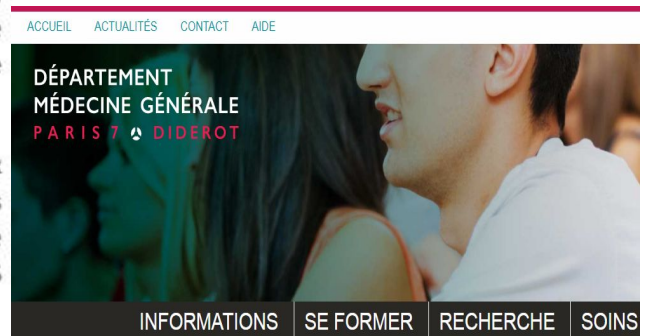 ACCUEIL ACTUALITÉS CONTACT AIDE
DÉPARTEMENT
MÉDECINE GÉNÉRALE
PARIS 7 DIDEROT
INFORMATIONS SE FORMER RECHERCHE SOINS